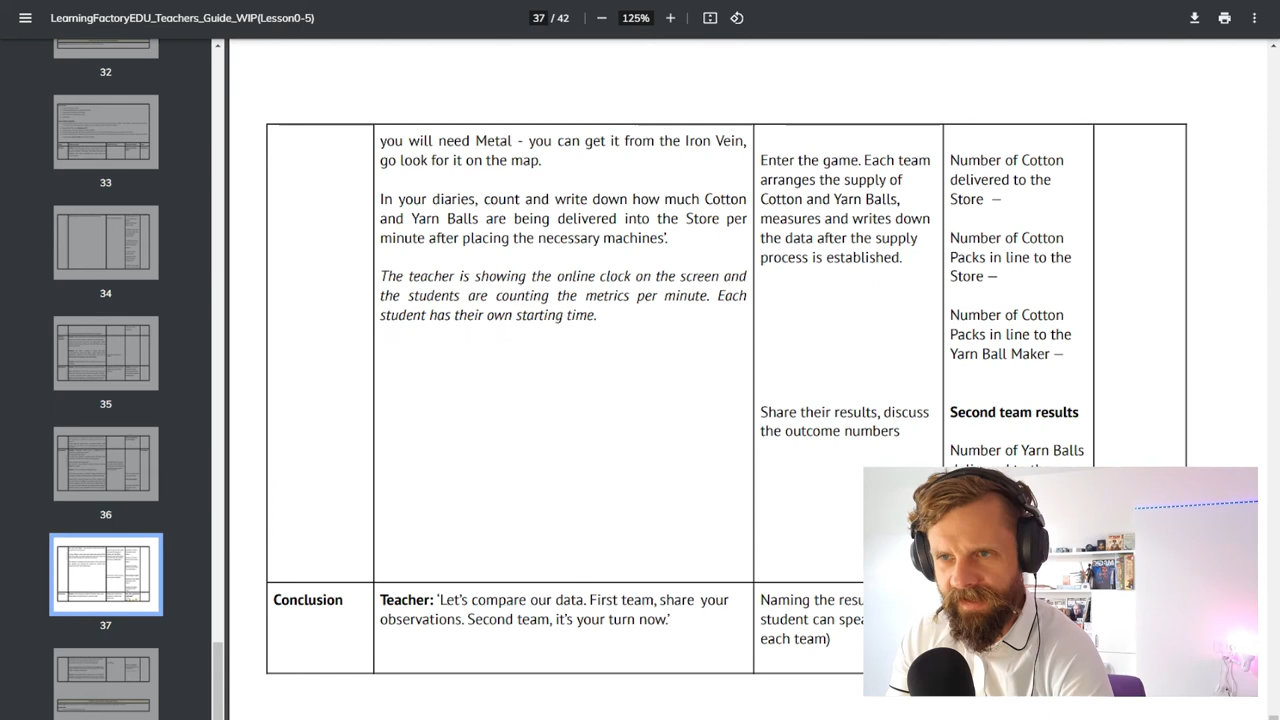 LearningFactoryEDU_Teachers_Guide_WIP(Lesson0-5)
37 / 42
125%
32
33
34
35
36
37
you will need Metal - you can get it from the Iron Vein,
go look for it on the map.
In your diaries, count and write down how much Cotton
and Yarn Balls are being delivered into the Store per
minute after placing the necessary machines'.
The teacher is showing the online clock on the screen and
the students are counting the metrics per minute. Each
student has their own starting time.
Enter the game. Each team
arranges the supply of
Cotton and Yarn Balls,
measures and writes down
the data after the supply
process is established.
Share their results, discuss
the outcome numbers
Number of Cotton
delivered to the
Store –
Number of Cotton
Packs in line to the
Store –
Number of Cotton
Packs in line to the
Yarn Ball Maker –
Second team results
Number of Yarn Balls
Conclusion
Teacher: 'Let's compare our data. First team, share your
observations. Second team, it's your turn now.'
Naming the
student can
each team)